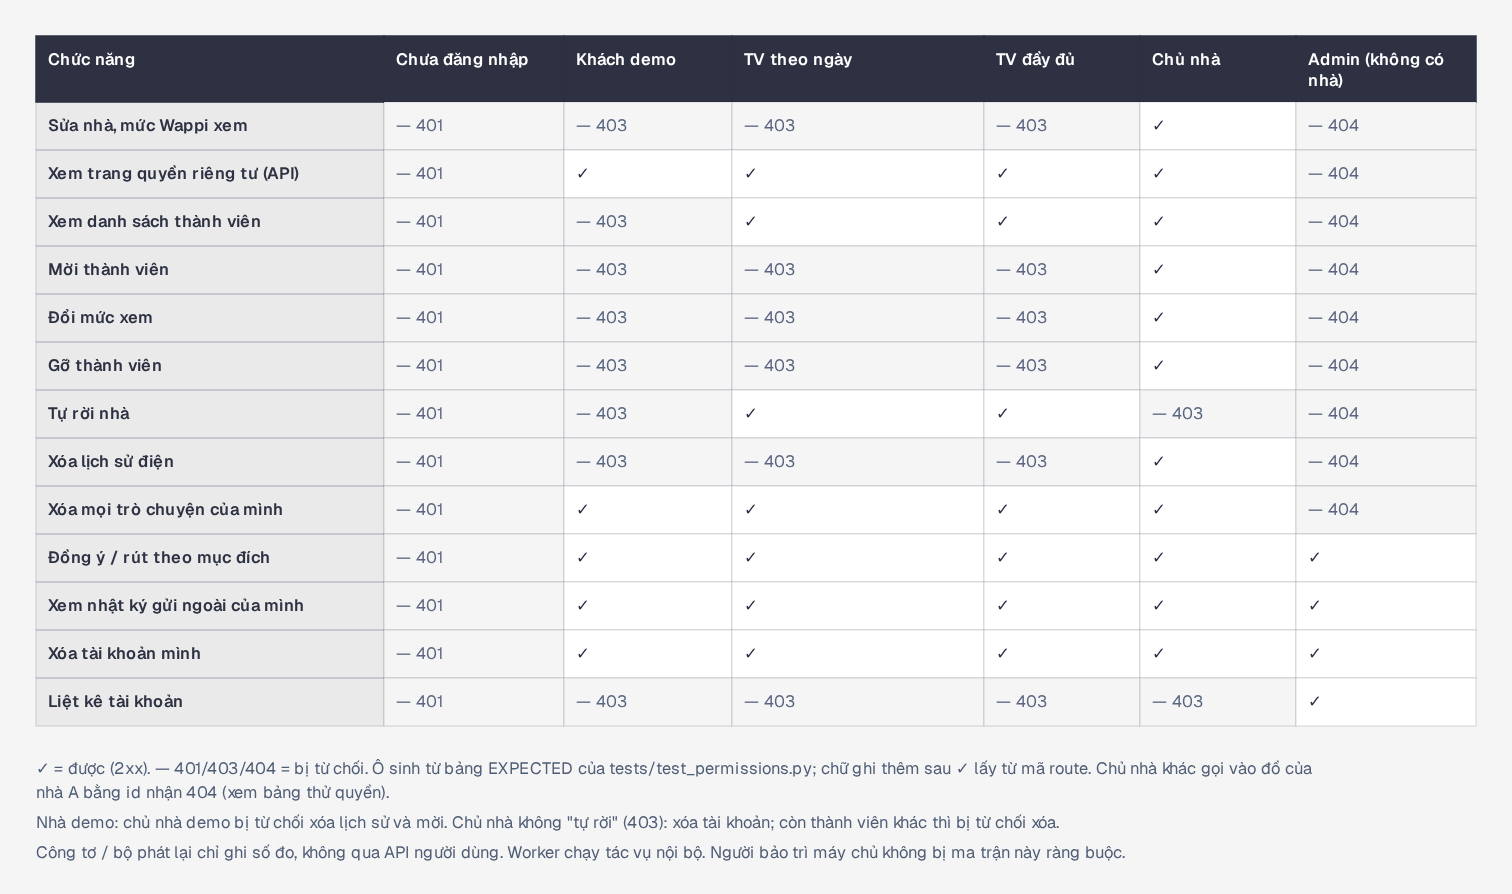 Chức năng	Chưa đăng nhập	Khách demo	TV theo ngày	TV đầy đủ	Chủ nhà	Admin (không có nhà)
Sửa nhà, mức Wappi xem	— 401	— 403	— 403	— 403	✓	— 404
Xem trang quyền riêng tư (API)	— 401	✓	✓	✓	✓	— 404
Xem danh sách thành viên	— 401	— 403	✓	✓	✓	— 404
Mời thành viên	— 401	— 403	— 403	— 403	✓	— 404
Đổi mức xem	— 401	— 403	— 403	— 403	✓	— 404
Gỡ thành viên	— 401	— 403	— 403	— 403	✓	— 404
Tự rời nhà	— 401	— 403	✓	✓	— 403	— 404
Xóa lịch sử điện	— 401	— 403	— 403	— 403	✓	— 404
Xóa mọi trò chuyện của mình	— 401	✓	✓	✓	✓	— 404
Đồng ý / rút theo mục đích	— 401	✓	✓	✓	✓	✓
Xem nhật ký gửi ngoài của mình	— 401	✓	✓	✓	✓	✓
Xóa tài khoản mình	— 401	✓	✓	✓	✓	✓
Liệt kê tài khoản	— 401	— 403	— 403	— 403	— 403	✓
✓ = được (2xx). — 401/403/404 = bị từ chối. Ô sinh từ bảng EXPECTED của tests/test_permissions.py; chữ ghi thêm sau ✓ lấy từ mã route. Chủ nhà khác gọi vào đồ của
nhà A bằng id nhận 404 (xem bảng thử quyền).
Nhà demo: chủ nhà demo bị từ chối xóa lịch sử và mời. Chủ nhà không "tự rời" (403): xóa tài khoản; còn thành viên khác thì bị từ chối xóa.
Công tơ / bộ phát lại chỉ ghi số đo, không qua API người dùng. Worker chạy tác vụ nội bộ. Người bảo trì máy chủ không bị ma trận này ràng buộc.